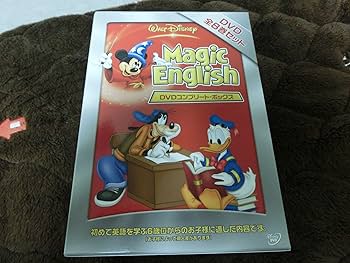 DVD
全8巻セット
WALT DISNEY
Magic
English
DVDコンプリート・ボックス
初めて英語を学ぶ6歳位からのお子様に適した内容です